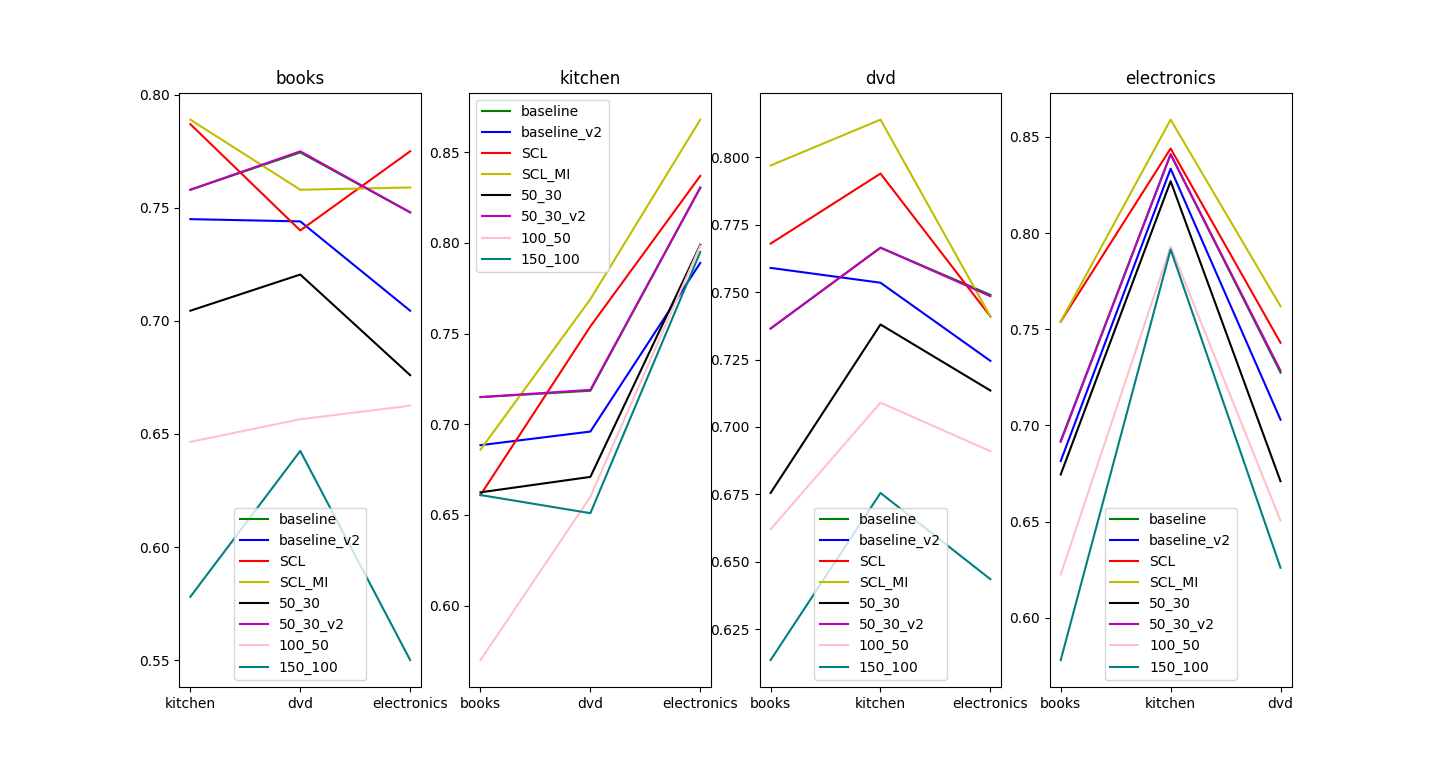 books
kitchen
dvd
electronics
0.80
0.75
0.70
0.65
0.60
0.55
kitchen
dvd
electronics
baseline
baseline_v2
SCL
SCL_MI
50_30
50_30_v2
100_50
150_100
0.85
0.80
0.75
0.70
0.65
0.60
books
dvd
electronics
baseline
baseline_v2
SCL
SCL_MI
50_30
50_30_v2
100_50
150_100
0.800
0.775
0.750
0.725
0.700
0.675
0.650
0.625
books
kitchen
electronics
baseline
baseline_v2
SCL
SCL_MI
50_30
50_30_v2
100_50
150_100
0.85
0.80
0.75
0.70
0.65
0.60
books
kitchen
dvd
baseline
baseline_v2
SCL
SCL_MI
50_30
50_30_v2
100_50
150_100